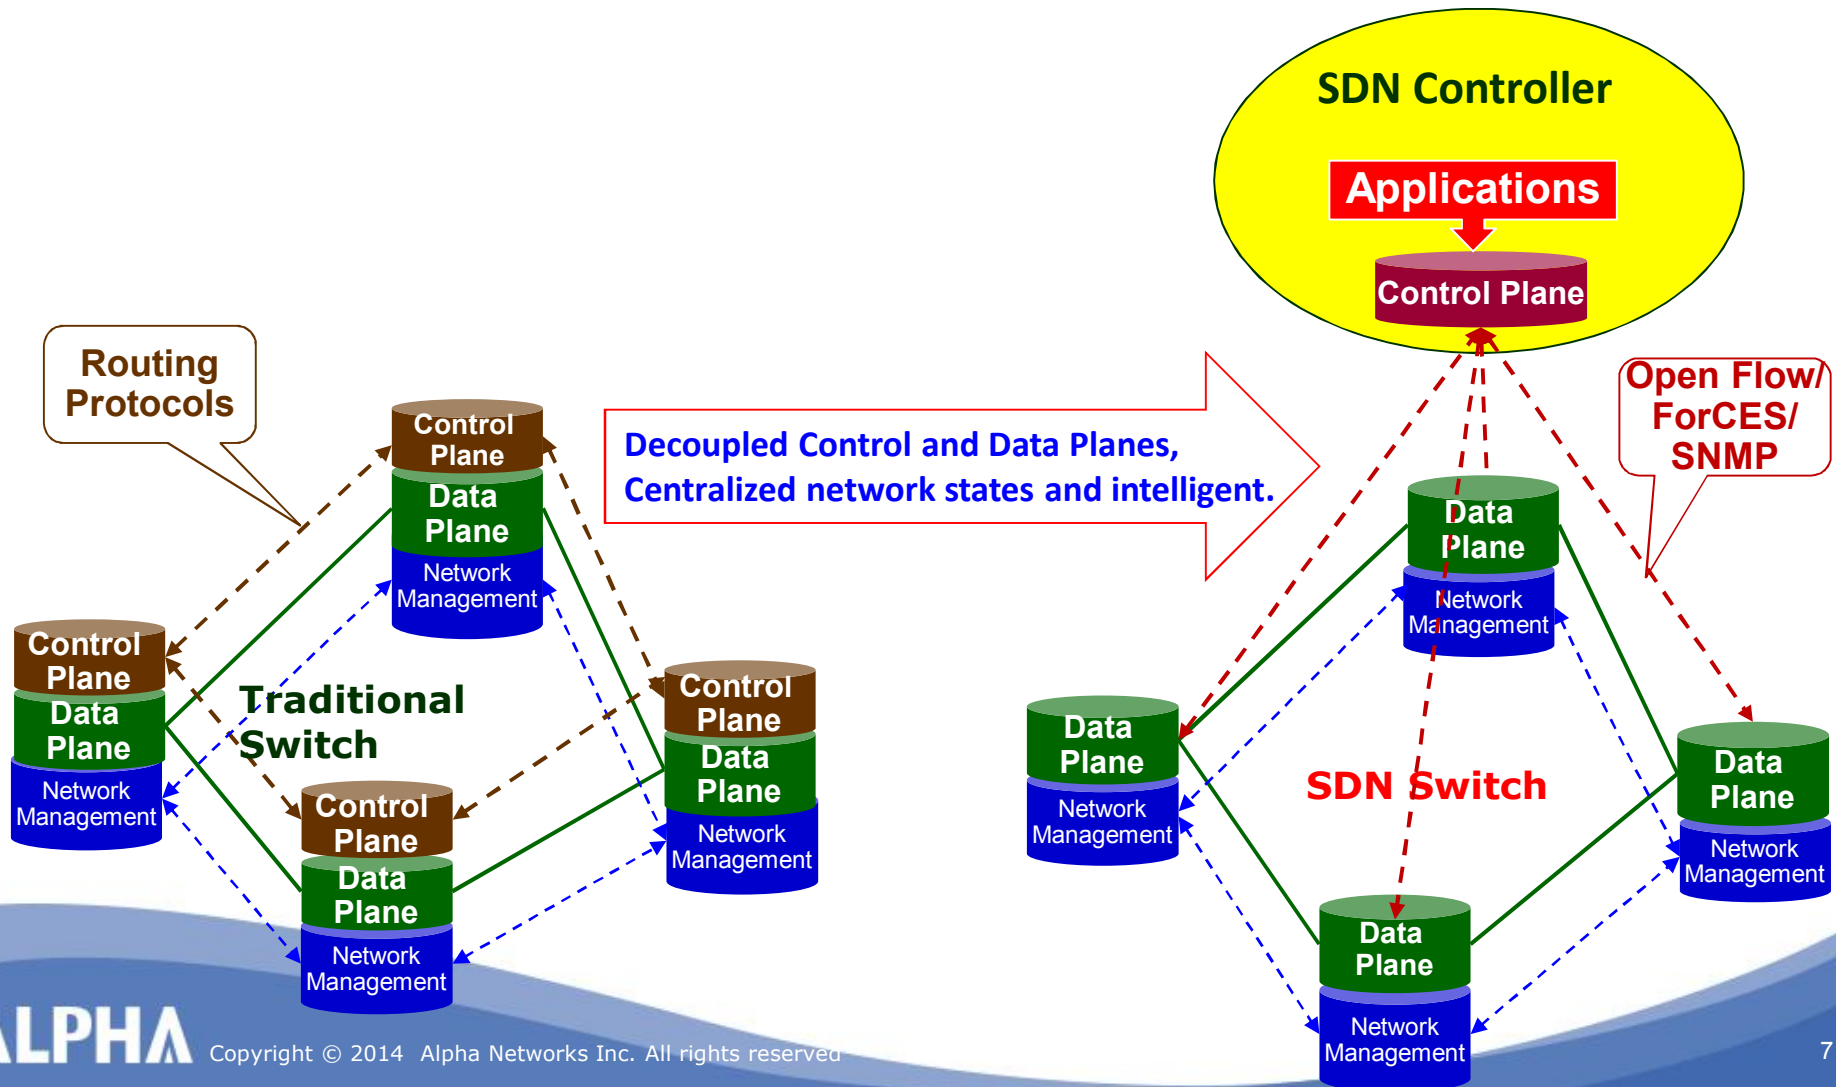 SDN Controller
Applications
Control Plane
Routing
Protocols
Open Flow/
ForCES/
SNMP
Decoupled Control and Data Planes,
Centralized network states and intelligent.
Control
Plane
Data
Plane
Network
Management
Control
Plane
Data
Plane
Network
Management
Traditional
Switch
Control
Plane
Data
Plane
Network
Management
Control
Plane
Data
Plane
Network
Management
Data
Plane
Network
Management
Data
Plane
Network
Management
SDN Switch
Data
Plane
Network
Management
Data
Plane
Network
Management
ALPHA
Copyright © 2014 Alpha Networks Inc. All rights reserved
7